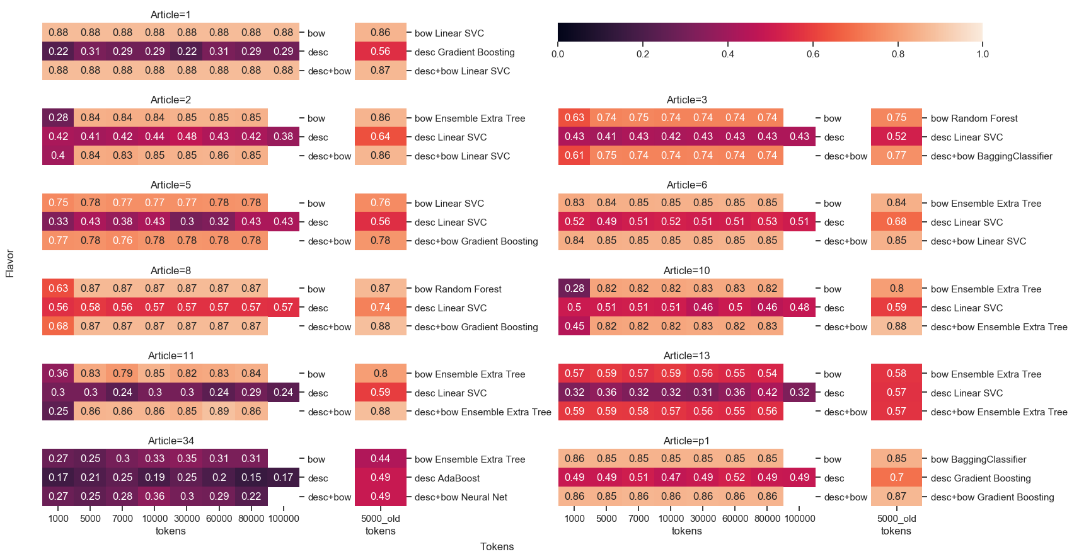 Article=1
0.88 0.88 0.88 0.88 0.88 0.88 0.88 0.88 bow 0.86 bow Linear SVC
0.22 0.31 0.29 0.29 0.22 0.31 0.29 0.29 desc 0.56 desc Gradient Boosting
0.88 0.88 0.88 0.88 0.88 0.88 0.88 0.88 desc+bow 0.87 desc+bow Linear SVC
0.0 0.2 0.4 0.6 0.8 1.0
Article=2
0.28 0.84 0.84 0.84 0.85 0.85 0.85 bow 0.86 bow Ensemble Extra Tree
0.42 0.41 0.42 0.44 0.48 0.43 0.42 0.38 desc 0.64 desc Linear SVC
0.4 0.84 0.83 0.85 0.85 0.86 0.85 desc+bow 0.86 desc+bow Linear SVC
Article=3
0.63 0.74 0.75 0.74 0.74 0.74 0.74 bow 0.75 bow Random Forest
0.43 0.41 0.43 0.42 0.43 0.43 0.43 0.43 desc 0.52 desc Linear SVC
0.61 0.75 0.74 0.74 0.74 0.74 0.74 desc+bow 0.77 desc+bow BaggingClassifier
Article=5
0.75 0.78 0.77 0.77 0.77 0.78 0.78 bow 0.76 bow Linear SVC
0.33 0.43 0.38 0.43 0.3 0.32 0.43 0.43 desc 0.56 desc Linear SVC
0.77 0.78 0.76 0.78 0.78 0.78 0.78 desc+bow 0.78 desc+bow Gradient Boosting
Article=6
0.83 0.84 0.85 0.85 0.85 0.85 0.85 bow 0.84 bow Ensemble Extra Tree
0.52 0.49 0.51 0.52 0.51 0.51 0.53 0.51 desc 0.68 desc Linear SVC
0.84 0.85 0.85 0.85 0.85 0.85 0.85 desc+bow 0.85 desc+bow Linear SVC
Flavor
Article=8
0.63 0.87 0.87 0.87 0.87 0.87 0.87 bow 0.87 bow Random Forest
0.56 0.58 0.56 0.57 0.57 0.57 0.57 0.57 desc 0.74 desc Linear SVC
0.68 0.87 0.87 0.87 0.87 0.87 0.87 desc+bow 0.88 desc+bow Gradient Boosting
Article=10
0.28 0.82 0.82 0.82 0.83 0.83 0.82 bow 0.8 bow Ensemble Extra Tree
0.5 0.51 0.51 0.51 0.46 0.5 0.46 0.48 desc 0.59 desc Linear SVC
0.45 0.82 0.82 0.82 0.83 0.82 0.83 desc+bow 0.88 desc+bow Ensemble Extra Tree
Article=11
0.36 0.83 0.79 0.85 0.82 0.83 0.84 bow 0.8 bow Ensemble Extra Tree
0.3 0.3 0.24 0.3 0.3 0.24 0.29 0.24 desc 0.59 desc Linear SVC
0.25 0.86 0.86 0.86 0.85 0.89 0.86 desc+bow 0.88 desc+bow Ensemble Extra Tree
Article=13
0.57 0.59 0.57 0.59 0.56 0.55 0.54 bow 0.58 bow Ensemble Extra Tree
0.32 0.36 0.32 0.32 0.31 0.36 0.42 0.32 desc 0.57 desc Linear SVC
0.59 0.59 0.58 0.57 0.56 0.55 0.56 desc+bow 0.57 desc+bow Ensemble Extra Tree
Article=34
0.27 0.25 0.3 0.33 0.35 0.31 0.31 bow 0.44 bow Ensemble Extra Tree
0.17 0.21 0.25 0.19 0.25 0.2 0.15 0.17 desc 0.49 desc AdaBoost
0.27 0.25 0.28 0.36 0.3 0.29 0.22 desc+bow 0.49 desc+bow Neural Net
1000 5000 7000 10000 30000 60000 80000 100000 5000_old
tokens tokens
Article=p1
0.86 0.85 0.85 0.85 0.85 0.85 0.85 bow 0.85 bow BaggingClassifier
0.49 0.49 0.51 0.47 0.49 0.52 0.49 0.49 desc 0.7 desc Gradient Boosting
0.86 0.85 0.86 0.86 0.86 0.86 0.86 desc+bow 0.87 desc+bow Gradient Boosting
1000 5000 7000 10000 30000 60000 80000 100000 5000_old
tokens tokens
Tokens